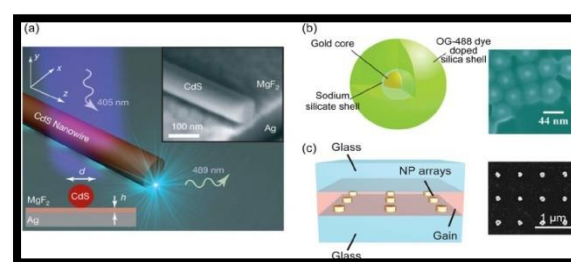 (a)
y
x
z
405 nm
CdS
MgF2
Ag
100 nm
CdS Nanowire
489 nm
d
CdS
h
MgF2
Ag
(b)
Gold core
OG-488 dye
doped
silica shell
Sodium
silicate shell
44 nm
(c)
Glass
NP arrays
Gain
Glass
1 μm